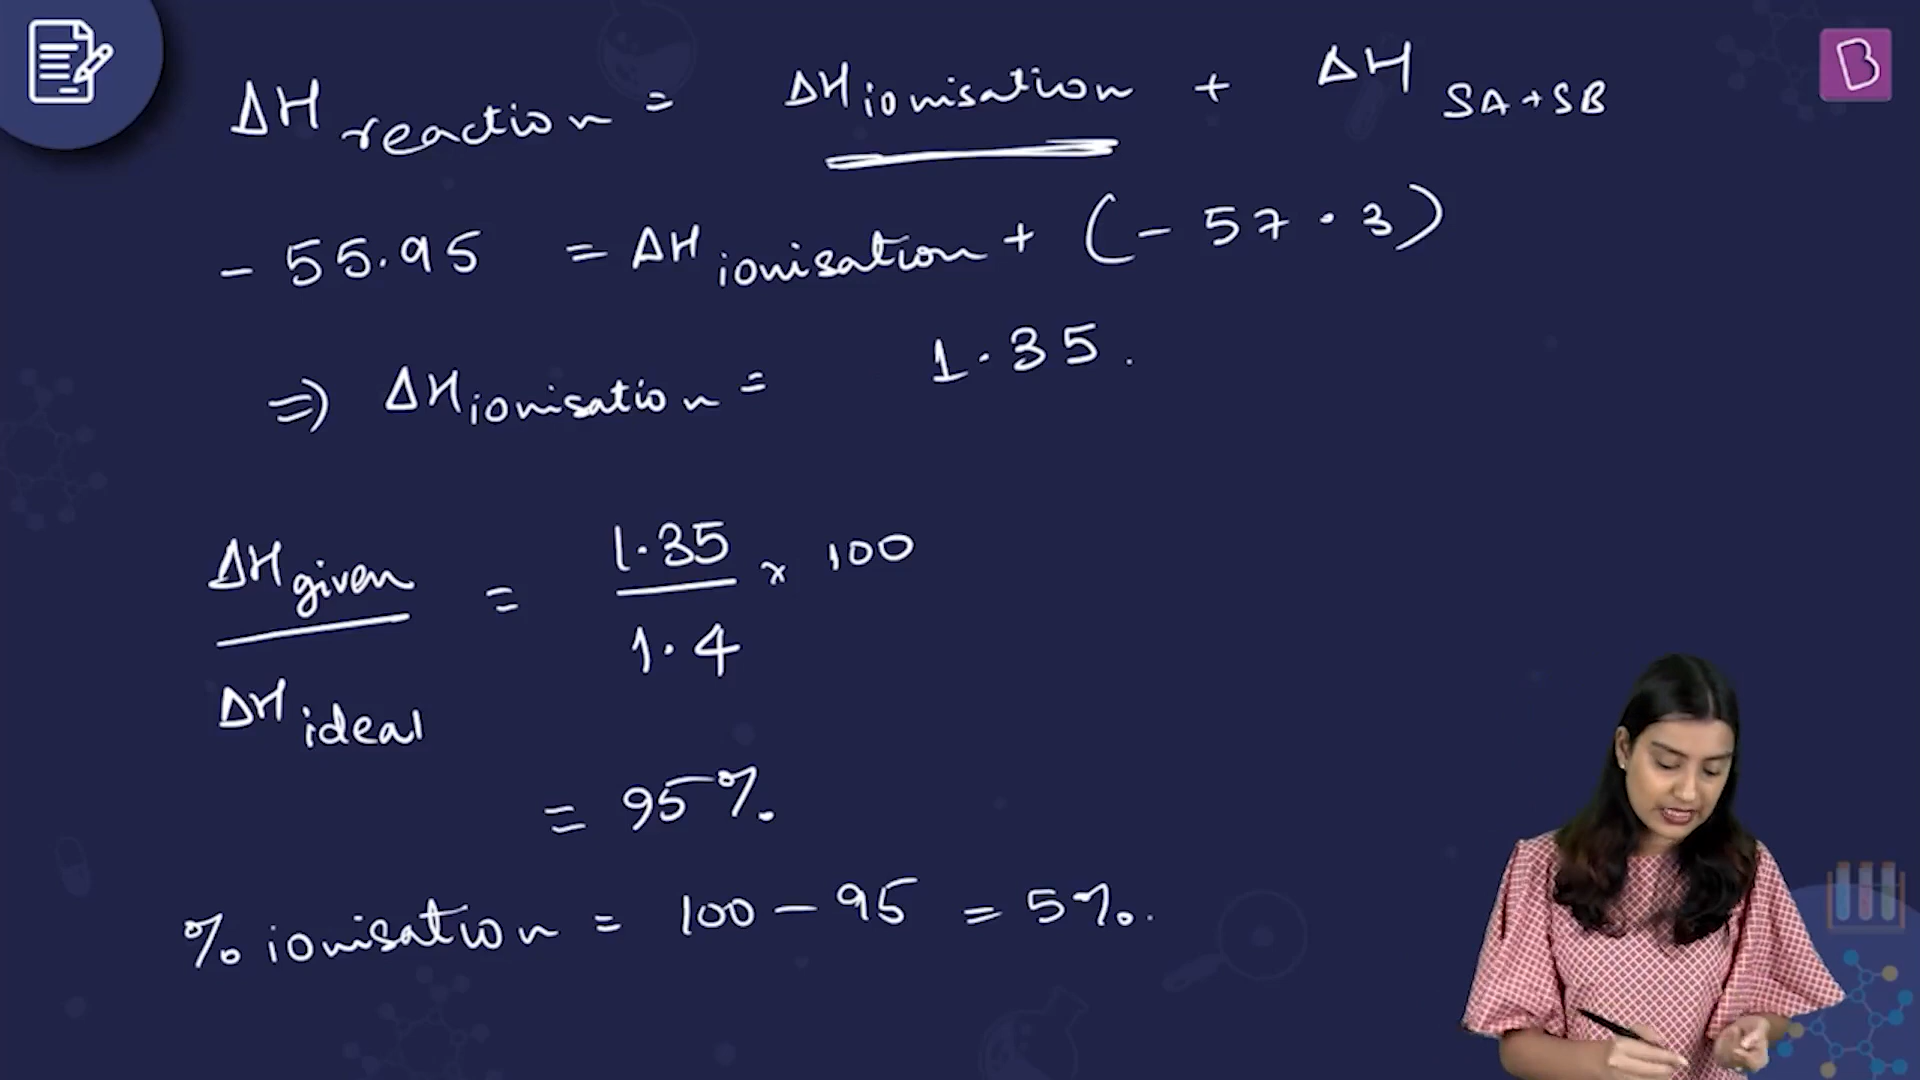 ΔH reaction = ΔH ionisation + ΔH SA+SB
- 55.95 = ΔH ionisation + (- 57.3)
⇒ ΔH ionisation = 1.35.
ΔH given / ΔH ideal = 1.35 / 1.4 x 100
= 95%.
% ionisation = 100 - 95 = 5%.
B